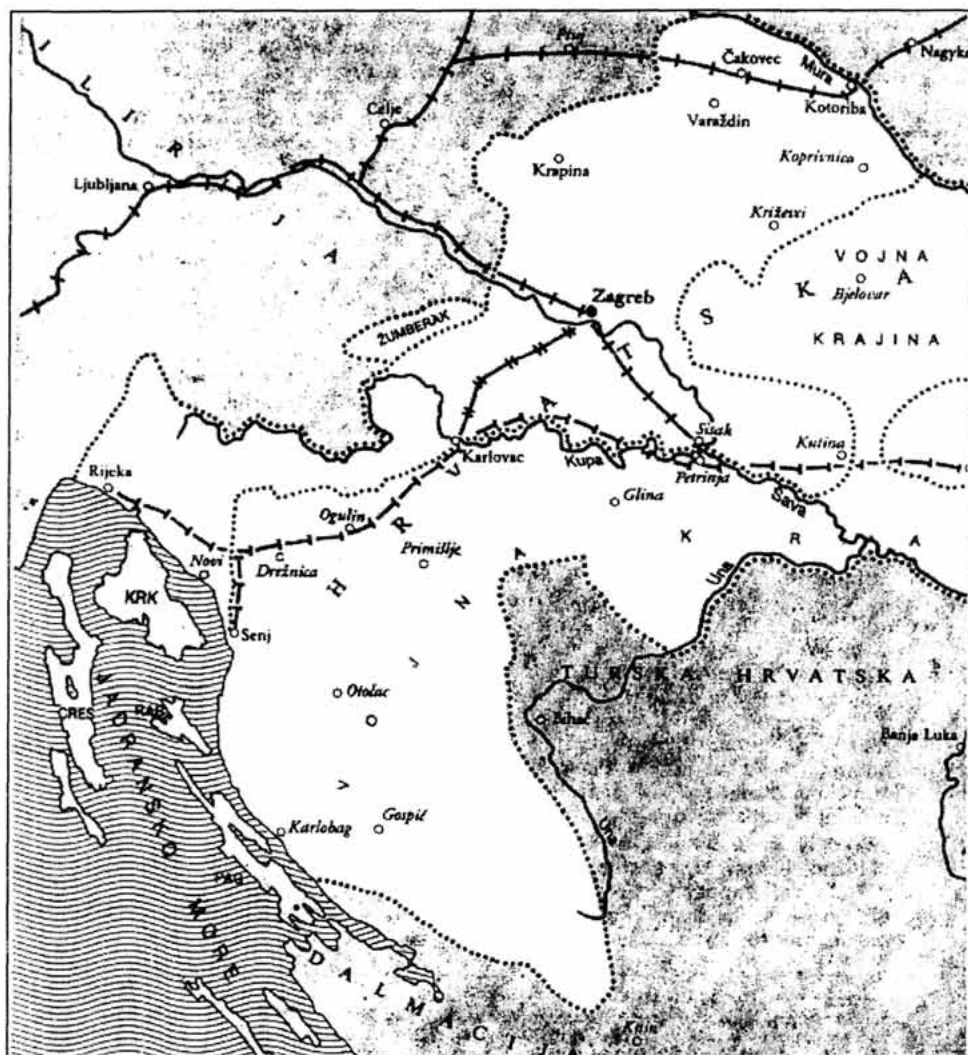 Ptuj
Nagyka
Čakovec
Mura
Kotoriba
Varaždin
Celje
I L I R J A
Krapina
Koprivnica
Ljubljana
Križevci
VOJNA
Bjelovar
KRAJINA
Zagreb
ŽUMBERAK
H R V A T S K A
Sisak
Kutina
Karlovac
Kupa
Petrinja
Rijeka
Glina
Sava
Ogulin
Novi
Drežnica
Primišlje
V O J N A
K R A
Una
KRK
Senj
TURSKA HRVATSKA
Otočac
CRES
RAB
Bihać
Banja Luka
JADRANSKO MORE
Karlobag
Gospić
Una
PAG
DALMACIJA
Knin